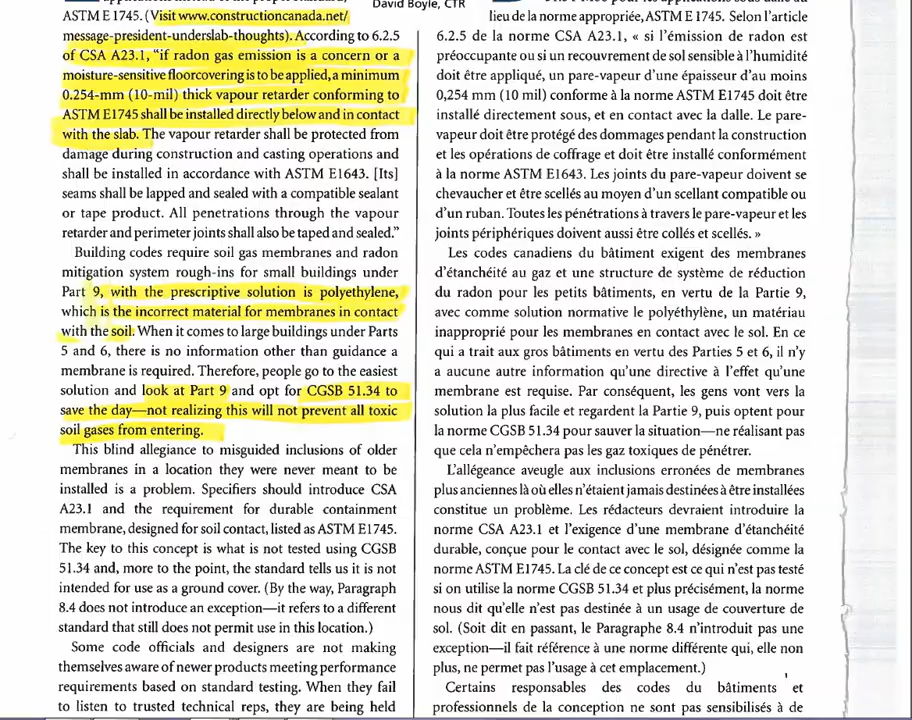 David Boyle, CTR
ASTM E 1745. (Visit www.constructioncanada.net/
message-president-underslab-thoughts). According to 6.2.5
of CSA A23.1, “if radon gas emission is a concern or a
moisture-sensitive floorcovering is to be applied, a minimum
0.254-mm (10-mil) thick vapour retarder conforming to
ASTM E1745 shall be installed directly below and in contact
with the slab. The vapour retarder shall be protected from
damage during construction and casting operations and
shall be installed in accordance with ASTM E1643. [Its]
seams shall be lapped and sealed with a compatible sealant
or tape product. All penetrations through the vapour
retarder and perimeter joints shall also be taped and sealed.”
Building codes require soil gas membranes and radon
mitigation system rough-ins for small buildings under
Part 9, with the prescriptive solution is polyethylene,
which is the incorrect material for membranes in contact
with the soil. When it comes to large buildings under Parts
5 and 6, there is no information other than guidance a
membrane is required. Therefore, people go to the easiest
solution and look at Part 9 and opt for CGSB 51.34 to
save the day—not realizing this will not prevent all toxic
soil gases from entering.
This blind allegiance to misguided inclusions of older
membranes in a location they were never meant to be
installed is a problem. Specifiers should introduce CSA
A23.1 and the requirement for durable containment
membrane, designed for soil contact, listed as ASTM E1745.
The key to this concept is what is not tested using CGSB
51.34 and, more to the point, the standard tells us it is not
intended for use as a ground cover. (By the way, Paragraph
8.4 does not introduce an exception—it refers to a different
standard that still does not permit use in this location.)
Some code officials and designers are not making
themselves aware of newer products meeting performance
requirements based on standard testing. When they fail
to listen to trusted technical reps, they are being held
lieu de la norme appropriée, ASTM E 1745. Selon l’article
6.2.5 de la norme CSA A23.1, « si l’émission de radon est
préoccupante ou si un recouvrement de sol sensible à l’humidité
doit être appliqué, un pare-vapeur d’une épaisseur d’au moins
0,254 mm (10 mil) conforme à la norme ASTM E1745 doit être
installé directement sous, et en contact avec la dalle. Le pare-
vapeur doit être protégé des dommages pendant la construction
et les opérations de coffrage et doit être installé conformément
à la norme ASTM E1643. Les joints du pare-vapeur doivent se
chevaucher et être scellés au moyen d’un scellant compatible ou
d’un ruban. Toutes les pénétrations à travers le pare-vapeur et les
joints périphériques doivent aussi être collés et scellés. »
Les codes canadiens du bâtiment exigent des membranes
d’étanchéité au gaz et une structure de système de réduction
du radon pour les petits bâtiments, en vertu de la Partie 9,
avec comme solution normative le polyéthylène, un matériau
inapproprié pour les membranes en contact avec le sol. En ce
qui a trait aux gros bâtiments en vertu des Parties 5 et 6, il n’y
a aucune autre information qu’une directive à l’effet qu’une
membrane est requise. Par conséquent, les gens vont vers la
solution la plus facile et regardent la Partie 9, puis optent pour
la norme CGSB 51.34 pour sauver la situation—ne réalisant pas
que cela n’empêchera pas les gaz toxiques de pénétrer.
L’allégeance aveugle aux inclusions erronées de membranes
plus anciennes là où elles n’étaient jamais destinées à être installées
constitue un problème. Les rédacteurs devraient introduire la
norme CSA A23.1 et l’exigence d’une membrane d’étanchéité
durable, conçue pour le contact avec le sol, désignée comme la
norme ASTM E1745. La clé de ce concept est ce qui n’est pas testé
si on utilise la norme CGSB 51.34 et plus précisément, la norme
nous dit qu’elle n’est pas destinée à un usage de couverture de
sol. (Soit dit en passant, le Paragraphe 8.4 n’introduit pas une
exception—il fait référence à une norme différente qui, elle non
plus, ne permet pas l’usage à cet emplacement.)
Certains responsables des codes du bâtiments et
professionnels de la conception ne sont pas sensibilisés à de